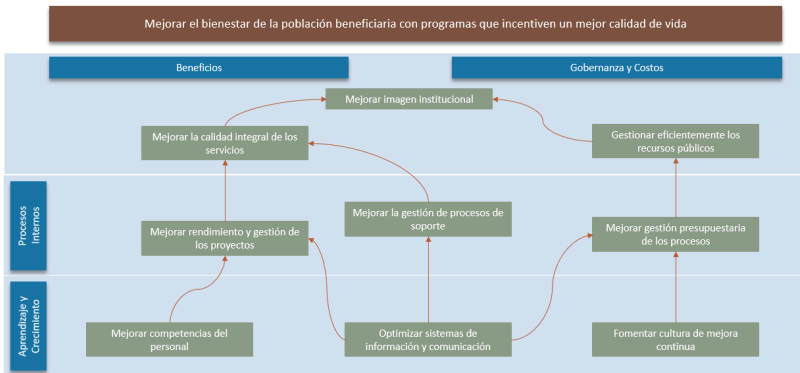 Mejorar el bienestar de la población beneficiaria con programas que incentiven un mejor calidad de vida
Beneficios
Gobernanza y Costos
Mejorar imagen institucional
Mejorar la calidad integral de los
servicios
Gestionar eficientemente los
recursos públicos
Procesos
Internos
Mejorar rendimiento y gestión de
los proyectos
Mejorar la gestión de procesos de
soporte
Mejorar gestión presupuestaria
de los procesos
Aprendizaje y
Crecimiento
Mejorar competencias del
personal
Optimizar sistemas de
información y comunicación
Fomentar cultura de mejora
continua